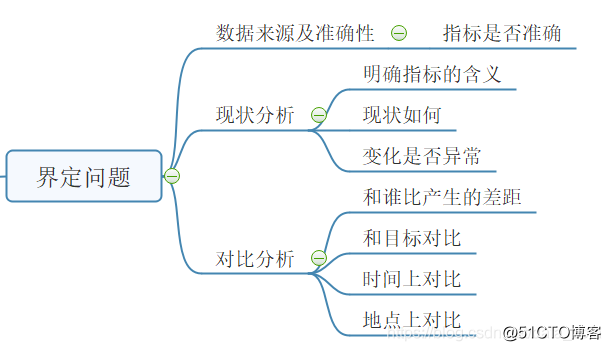 界定问题
数据来源及准确性
指标是否准确
现状分析
明确指标的含义
现状如何
变化是否异常
对比分析
和谁比产生的差距
和目标对比
时间上对比
地点上对比
@51CTO博客